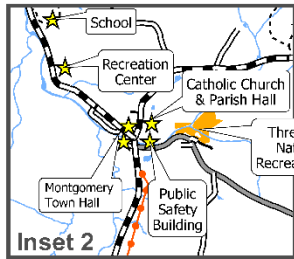 School
Recreation
Center
Catholic Church
& Parish Hall
Montgomery
Town Hall
Public
Safety
Building
Inset 2